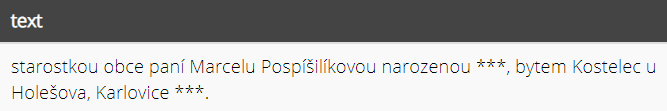 text
starostkou obce paní Marcelu Pospíšilíkovou narozenou ***, bytem Kostelec u
Holešova, Karlovice ***.